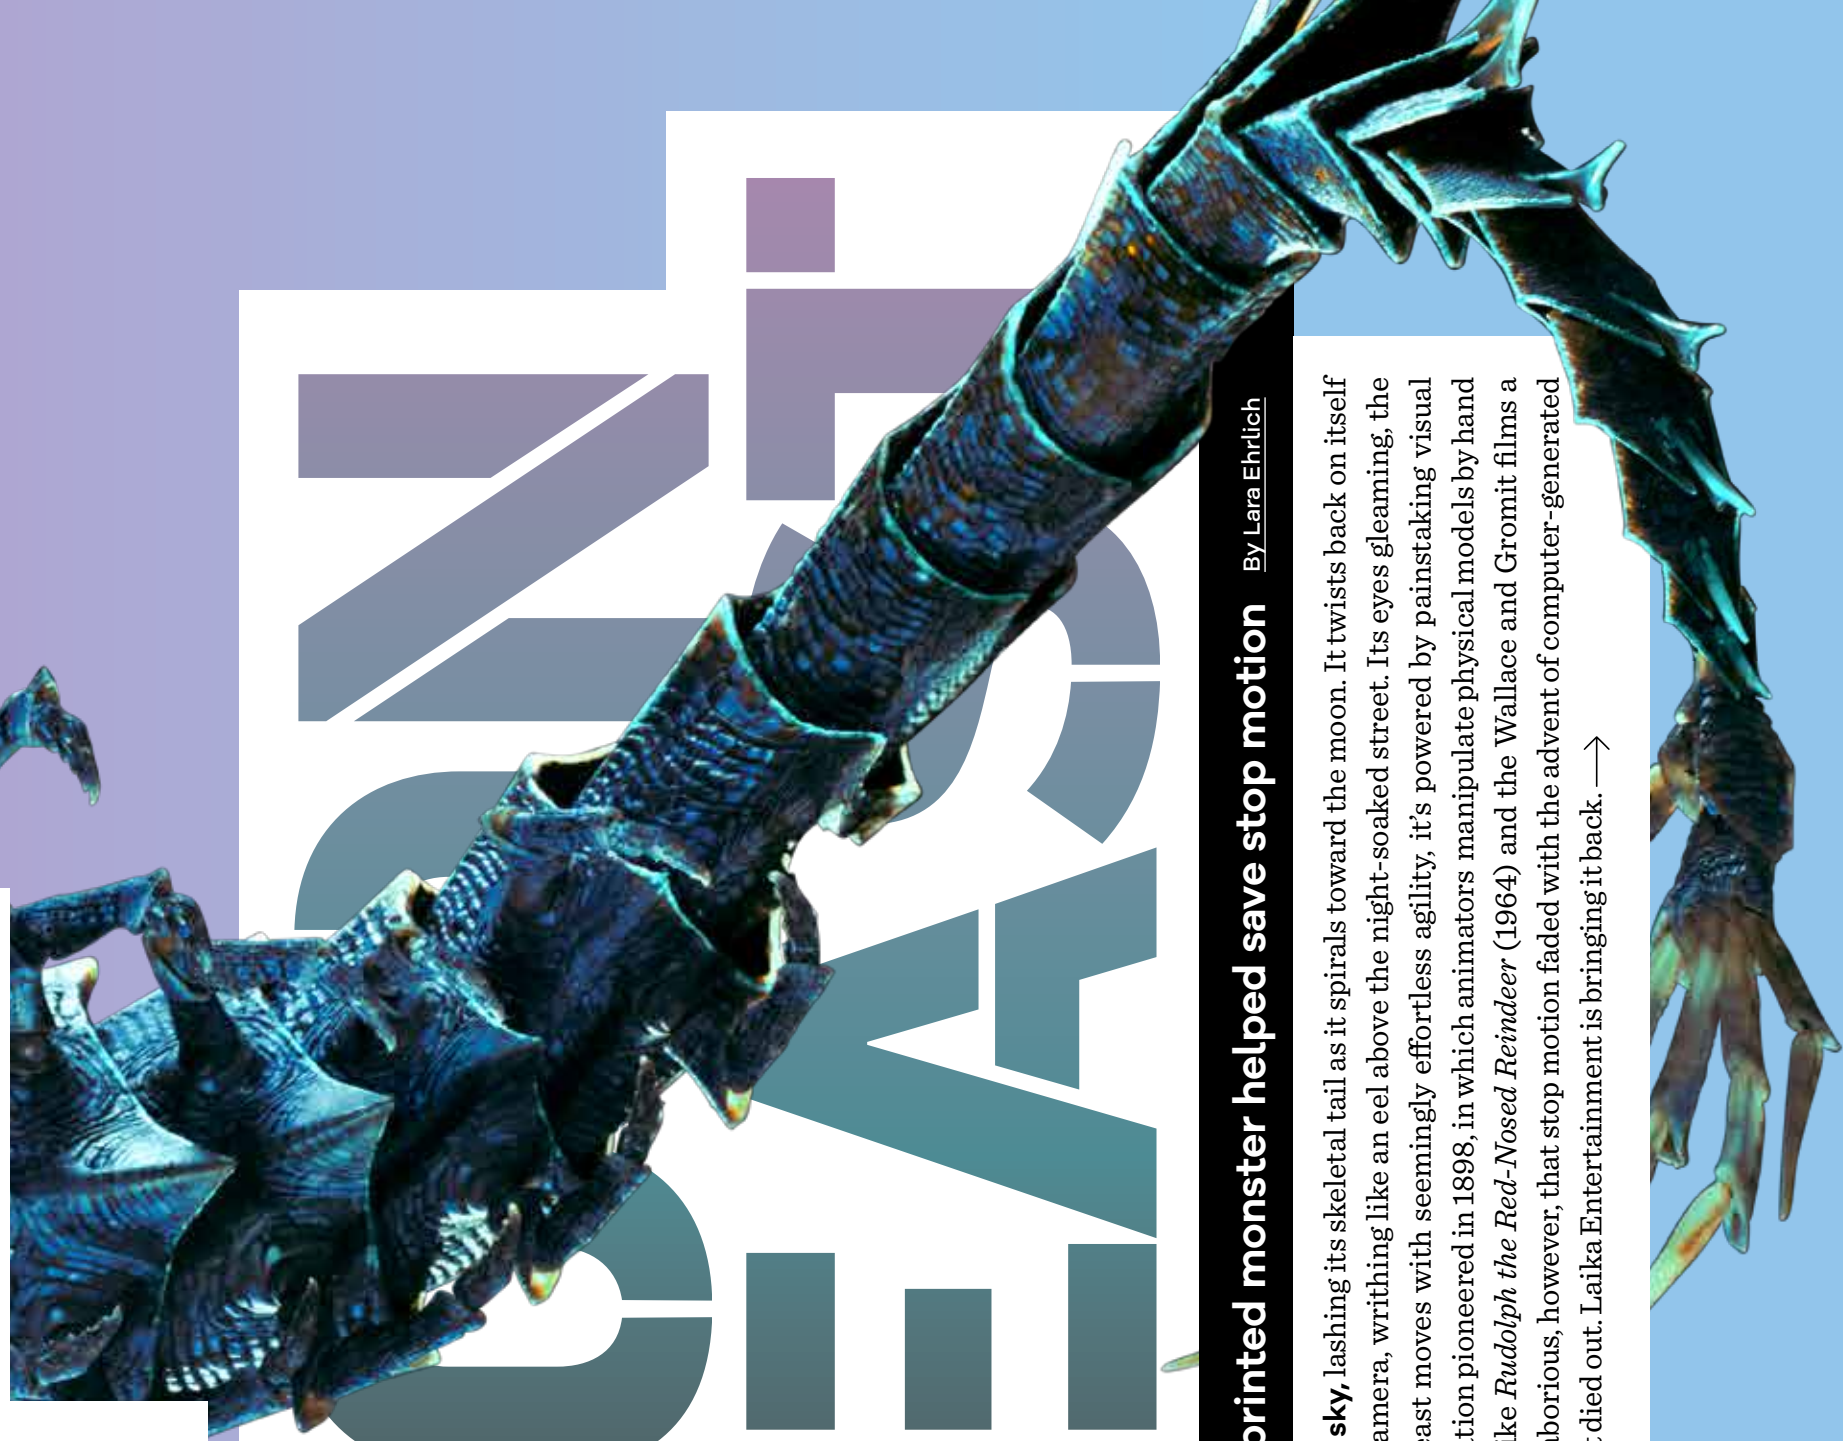 EAST
printed monster helped save stop motion By Lara Ehrlich
sky, lashing its skeletal tail as it spirals toward the moon. It twists back on itself
amera, writhing like an eel above the night-soaked street. Its eyes gleaming, the
east moves with seemingly effortless agility, it's powered by painstaking visual
tion pioneered in 1898, in which animators manipulate physical models by hand
ike Rudolph the Red-Nosed Reindeer (1964) and the Wallace and Gromit films a
aborious, however, that stop motion faded with the advent of computer-generated
t died out. Laika Entertainment is bringing it back. →